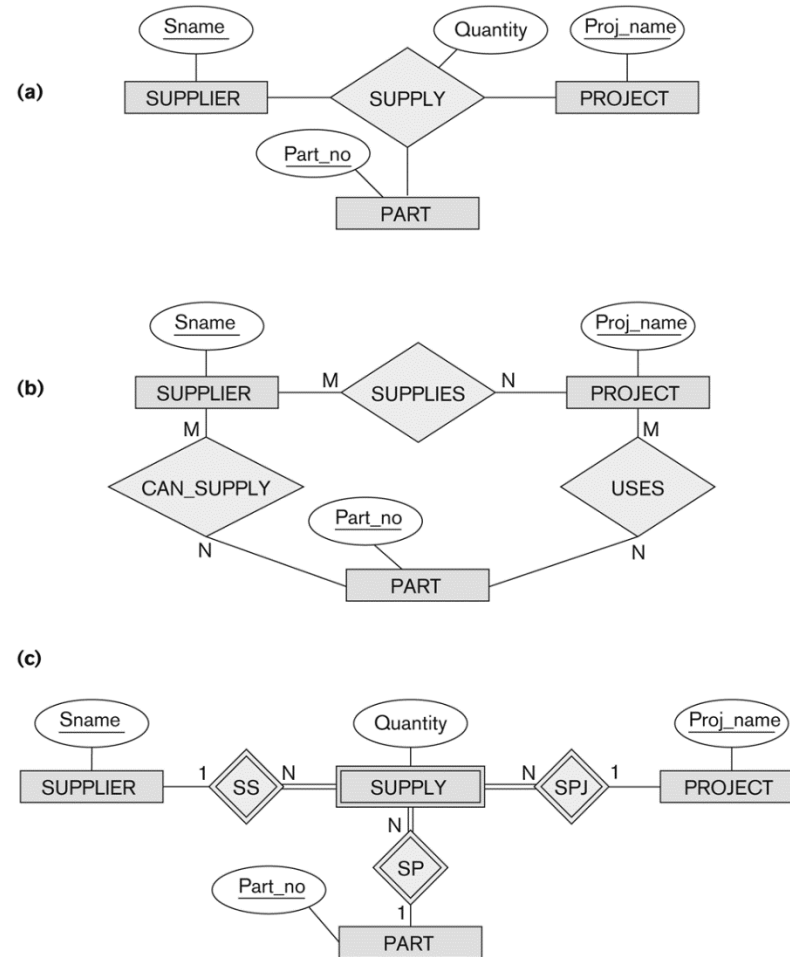 (a)
Sname
Quantity
Proj_name
SUPPLIER
SUPPLY
PROJECT
Part_no
PART
(b)
Sname
Proj_name
SUPPLIER
M
SUPPLIES
N
PROJECT
M
M
CAN_SUPPLY
USES
Part_no
N
N
PART
(c)
Sname
Quantity
Proj_name
SUPPLIER
1
SS
N
SUPPLY
N
SPJ
1
PROJECT
N
SP
Part_no
1
PART